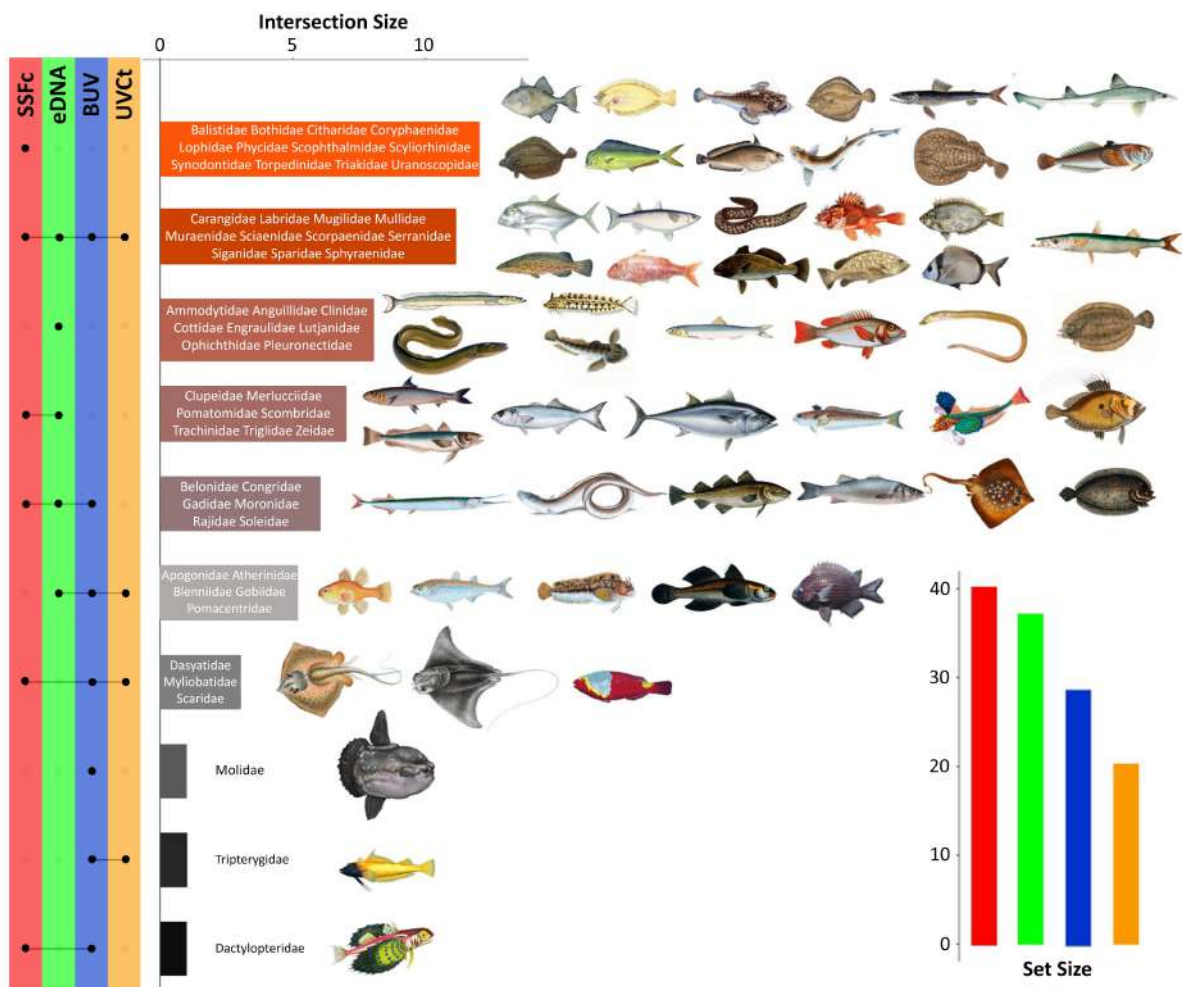 Intersection Size
0 5 10
SSFc eDNA BUV UVCt
Balistidae Bothidae Citharidae Coryphaenidae
Lophidae Phycidae Scophthalmidae Scyliorhinidae
Synodontidae Torpedinidae Triakidae Uranoscopidae
Carangidae Labridae Mugilidae Mullidae
Muraenidae Sciaenidae Scorpaenidae Serranidae
Siganidae Sparidae Sphyraenidae
Ammodytidae Anguillidae Clinidae
Cottidae Engraulidae Lutjanidae
Ophichthidae Pleuronectidae
Clupeidae Merlucciidae
Pomatomidae Scombridae
Trachinidae Triglidae Zeidae
Belonidae Congridae
Gadidae Moronidae
Rajidae Soleidae
Apogonidae Atherinidae
Blenniidae Gobiidae
Pomacentridae
Dasyatidae
Myliobatidae
Scaridae
Molidae
Tripterygidae
Dactylopteridae
40
30
20
10
0
Set Size